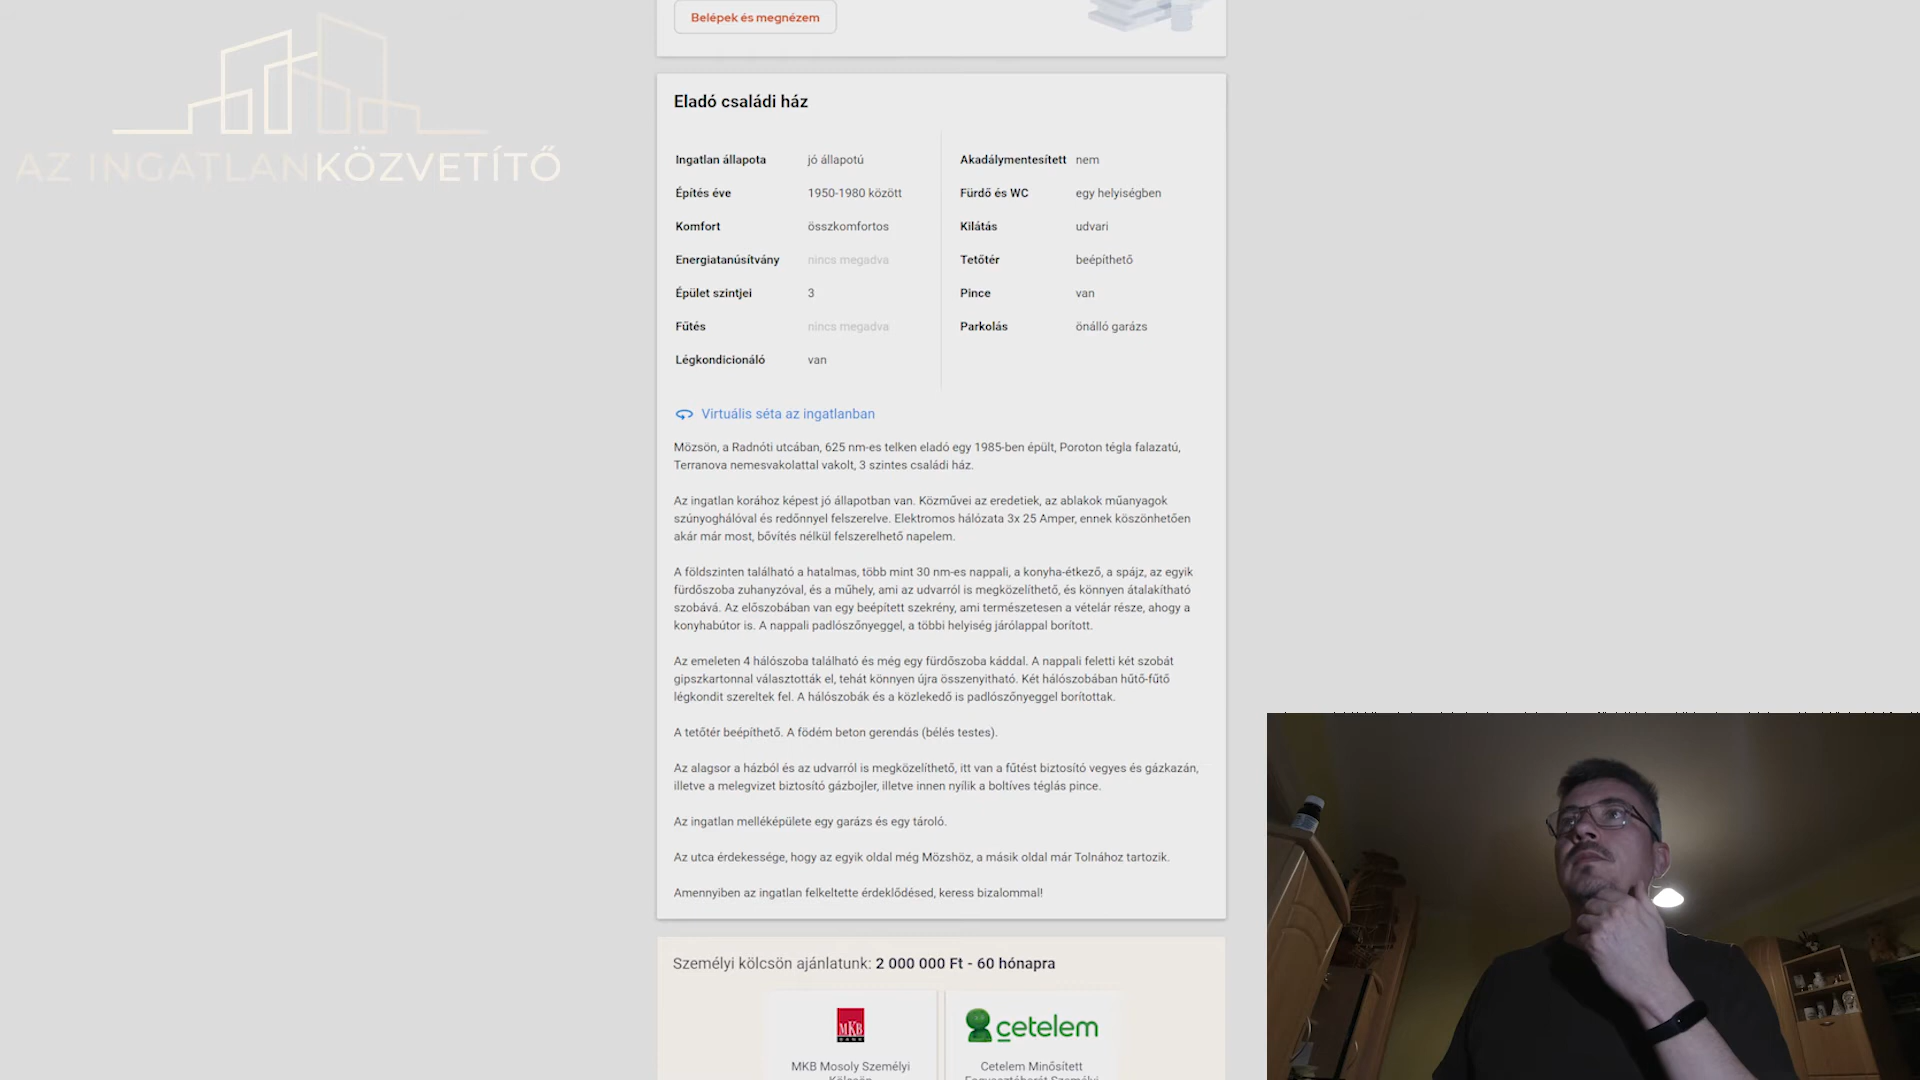 Belépek és megnézem
AZ INGATLANKÖZVETÍTŐ
Eladó családi ház
Ingatlan állapota jó állapotú
Építés éve 1950-1980 között
Komfort összkomfortos
Energiatanúsítvány nincs megadva
Épület szintjei 3
Fűtés nincs megadva
Légkondicionáló van
Akadálymentesített nem
Fürdő és WC egy helyiségben
Kilátás udvari
Tetőtér beépíthető
Pince van
Parkolás önálló garázs
Virtuális séta az ingatlanban
Mözsön, a Radnóti utcában, 625 nm-es telken eladó egy 1985-ben épült, Poroton tégla falazatú,
Terranova nemesvakolattal vakolt, 3 szintes családi ház.
Az ingatlan korához képest jó állapotban van. Közművei az eredetiek, az ablakok műanyagok
szúnyoghálóval és redőnnyel felszerelve. Elektromos hálózata 3x 25 Amper, ennek köszönhetően
akár már most, bővítés nélkül felszerelhető napelem.
A földszinten található a hatalmas, több mint 30 nm-es nappali, a konyha-étkező, a spájz, az egyik
fürdőszoba zuhanyzóval, és a műhely, ami az udvarról is megközelíthető, és könnyen átalakítható
szobává. Az előszobában van egy beépített szekrény, ami természetesen a vételár része, ahogy a
konyhabútor is. A nappali padlószőnyeggel, a többi helyiség járólappal borított.
Az emeleten 4 hálószoba található és még egy fürdőszoba káddal. A nappali feletti két szobát
gipszkartonnal választották el, tehát könnyen újra összenyitható. Két hálószobában hűtő-fűtő
légkondit szereltek fel. A hálószobák és a közlekedő is padlószőnyeggel borítottak.
A tetőtér beépíthető. A födém beton gerendás (bélés testes).
Az alagsor a házból és az udvarról is megközelíthető, itt van a fűtést biztosító vegyes és gázkazán,
illetve a melegvizet biztosító gázbojler, illetve innen nyílik a boltíves téglás pince.
Az ingatlan melléképülete egy garázs és egy tároló.
Az utca érdekessége, hogy az egyik oldal még Mözshöz, a másik oldal már Tolnához tartozik.
Amennyiben az ingatlan felkeltette érdeklődésed, keress bizalommal!
Személyi kölcsön ajánlatunk: 2 000 000 Ft - 60 hónapra
MKB
BANK
MKB Mosoly Személyi
Kölcsön
cetelem
Cetelem Minősített
Fogyasztóbarát Személyi